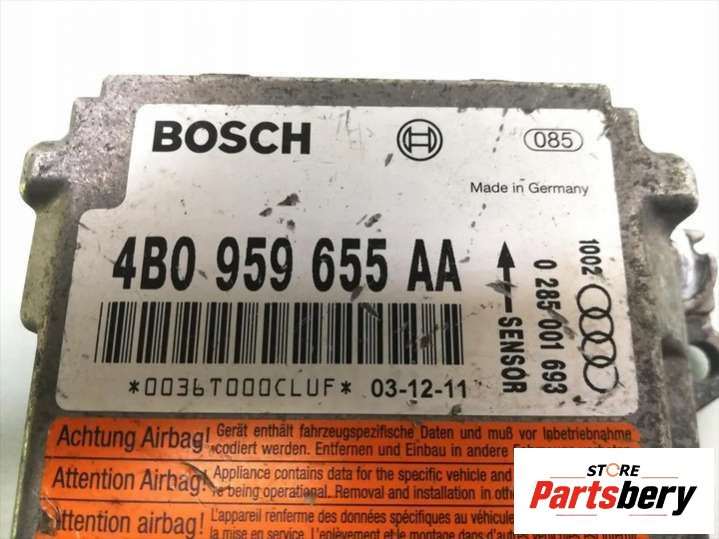 BOSCH
085
Made in Germany
4B0 959 655 AA
SENSOR
0 285 001 693
1002
*0036T000CLUF* 03-12-11
Achtung Airbag! Gerät enthält fahrzeugspezifische Daten und muß vor Inbetriebnahme
codiert werden. Entfernen und Einbau in andere
Attention Airbag! Appliance contains data for the specific vehicle and
re being operational. Removal and installation in
Attention airbag! L'appareil renferme des données spécifiques au véhicule
la mise en service. L'enlèvement et le montage dans d'autres
STORE
Partsbery